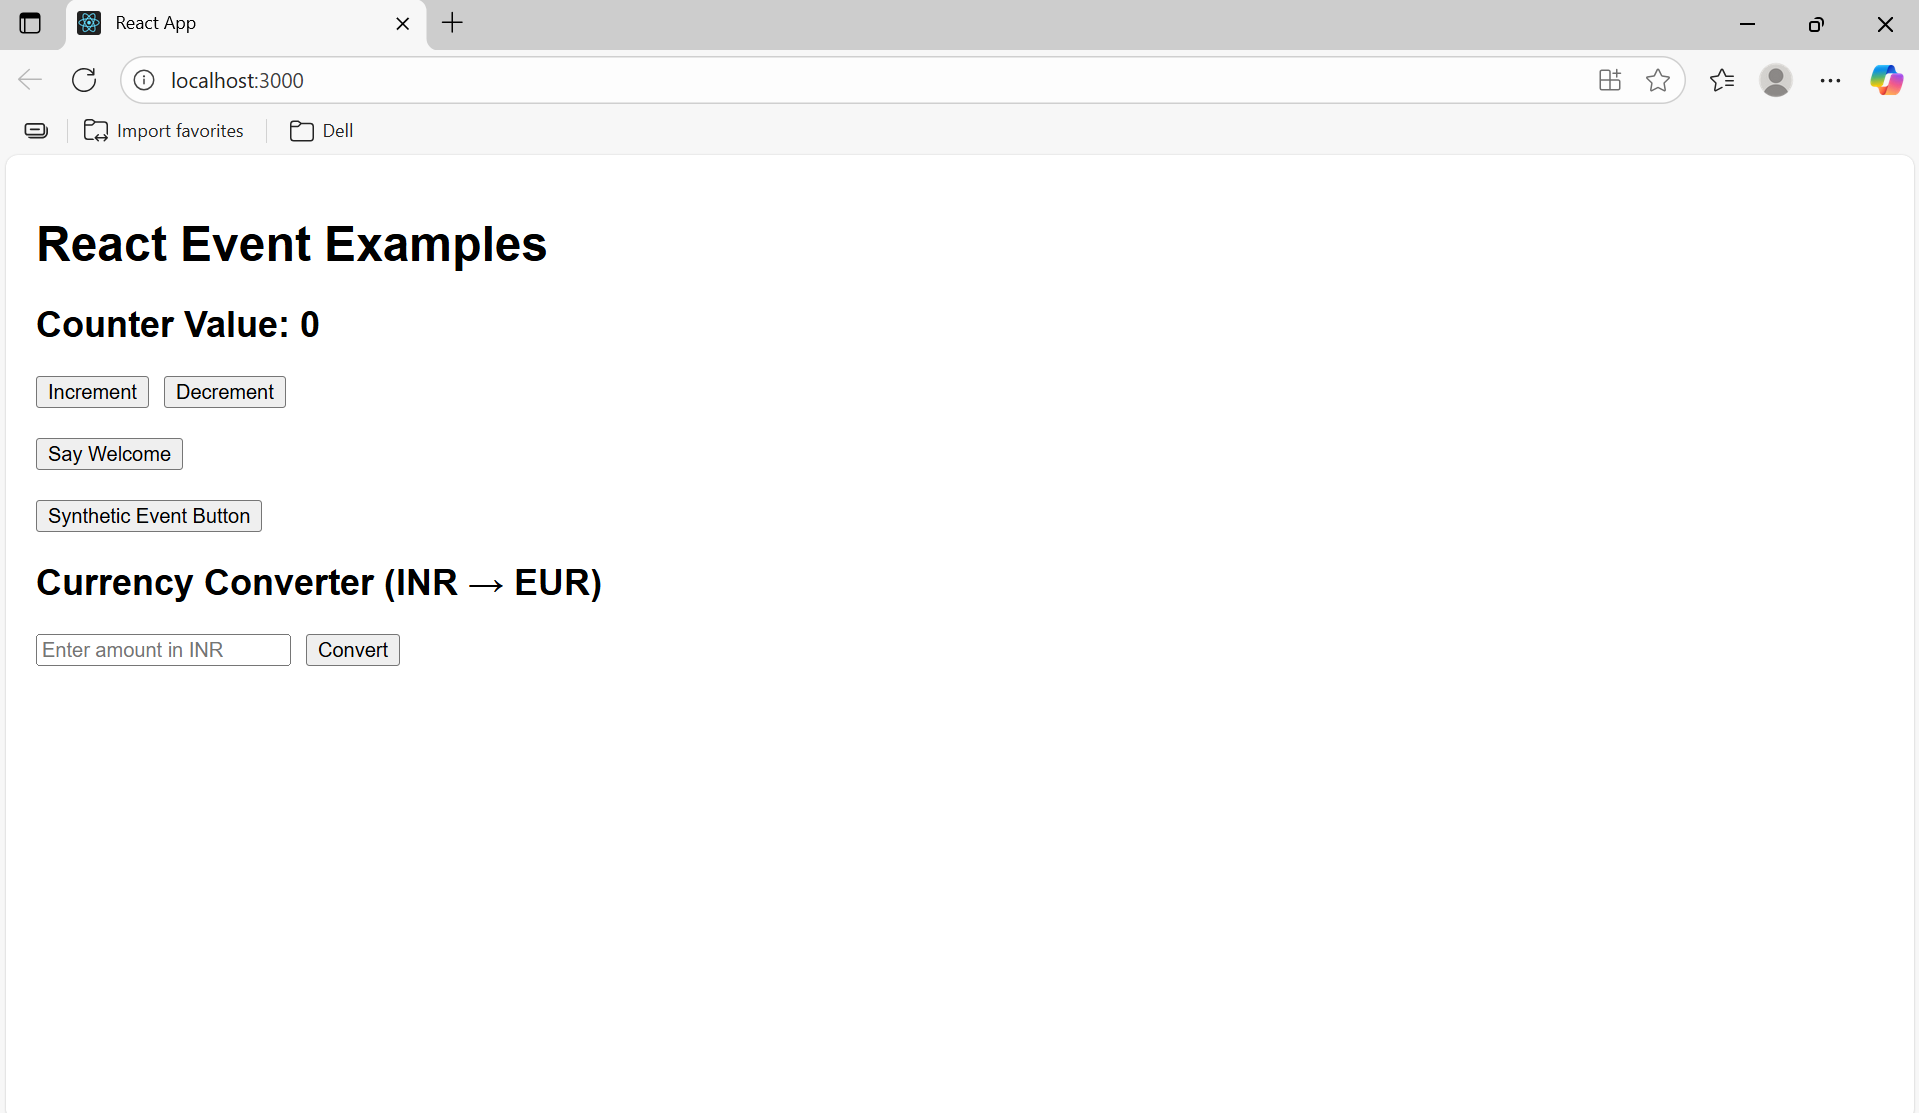 React App
localhost:3000
Import favorites Dell
React Event Examples
Counter Value: 0
Increment Decrement
Say Welcome
Synthetic Event Button
Currency Converter (INR → EUR)
Enter amount in INR Convert